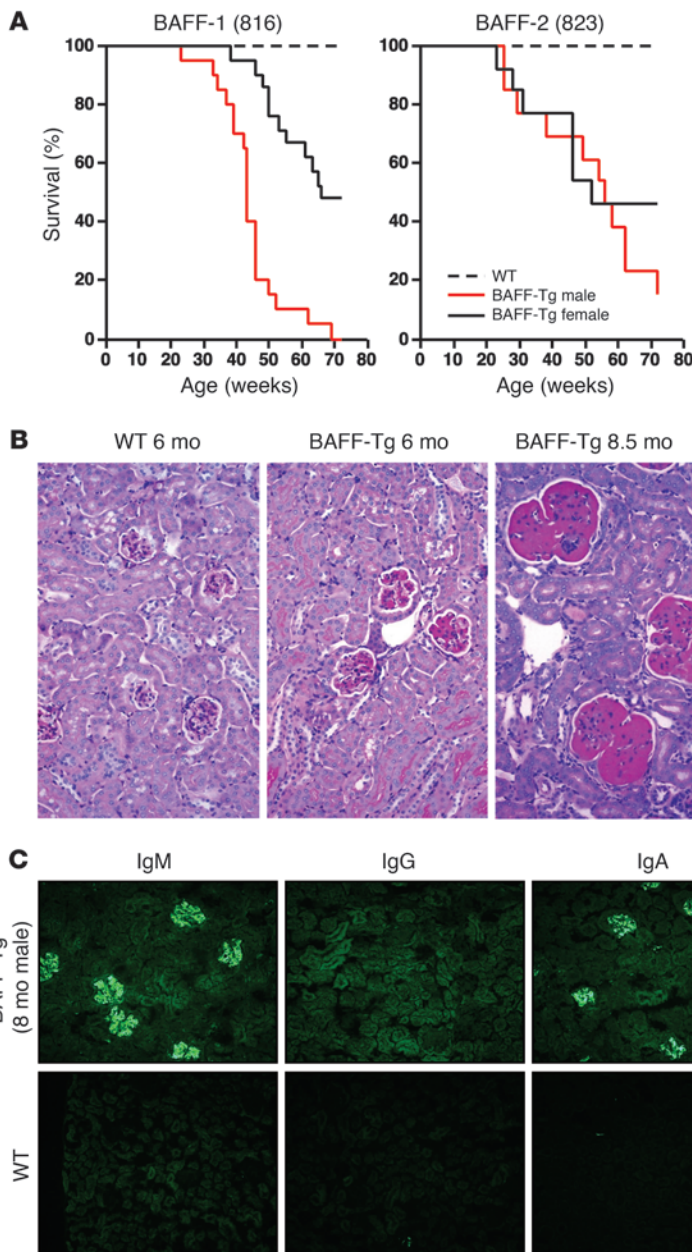 A
BAFF-1 (816)
BAFF-2 (823)
Survival (%)
100
80
60
40
20
0
0 10 20 30 40 50 60 70 80
Age (weeks)
100
80
60
40
20
0
WT
BAFF-Tg male
BAFF-Tg female
0 10 20 30 40 50 60 70 8
Age (weeks)
B
WT 6 mo
BAFF-Tg 6 mo
BAFF-Tg 8.5 mo
C
IgM
IgG
IgA
(8 mo male)
WT